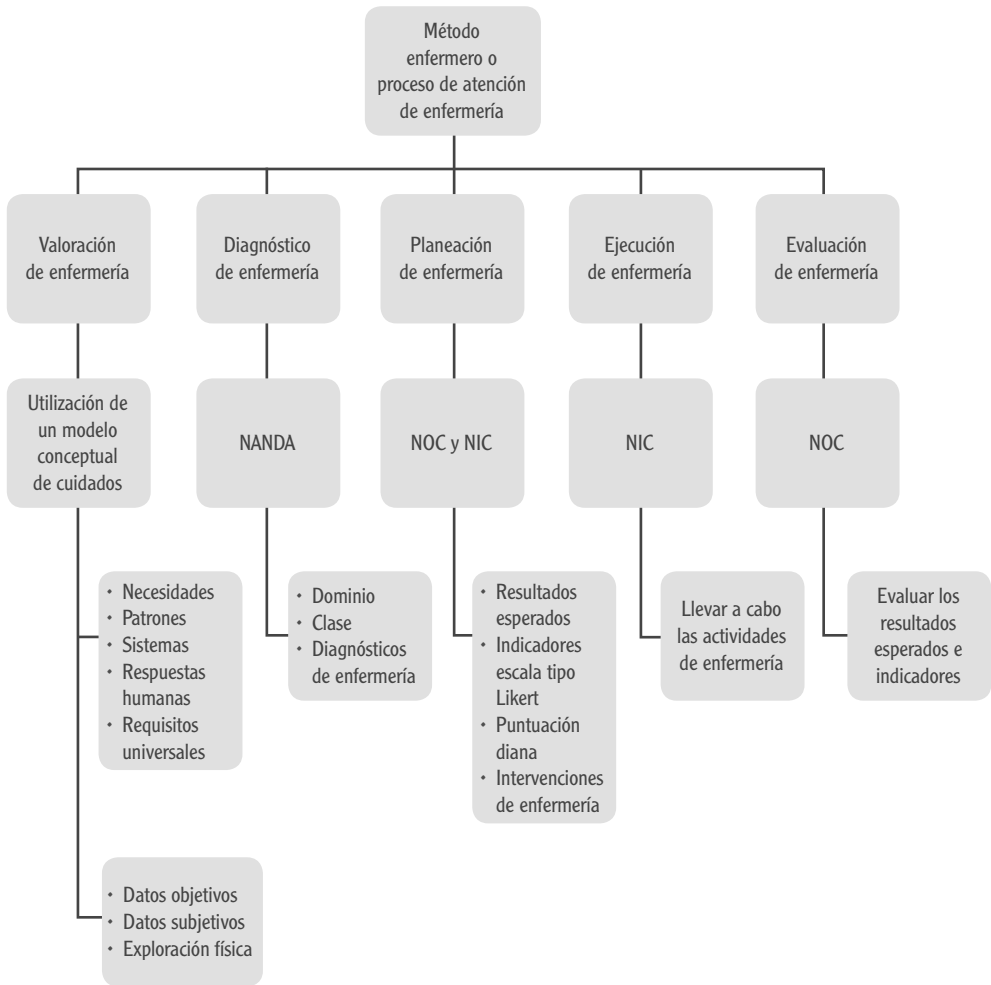 Método
enfermero o
proceso de atención
de enfermería
Valoración
de enfermería
Diagnóstico
de enfermería
Planeación
de enfermería
Ejecución
de enfermería
Evaluación
de enfermería
Utilización de
un modelo
conceptual
de cuidados
NANDA
NOC y NIC
NIC
NOC
• Necesidades
• Patrones
• Sistemas
• Respuestas
humanas
• Requisitos
universales
• Dominio
• Clase
• Diagnósticos
de enfermería
• Resultados
esperados
• Indicadores
escala tipo
Likert
• Puntuación
diana
• Intervenciones
de enfermería
Llevar a cabo
las actividades
de enfermería
Evaluar los
resultados
esperados e
indicadores
• Datos objetivos
• Datos subjetivos
• Exploración física